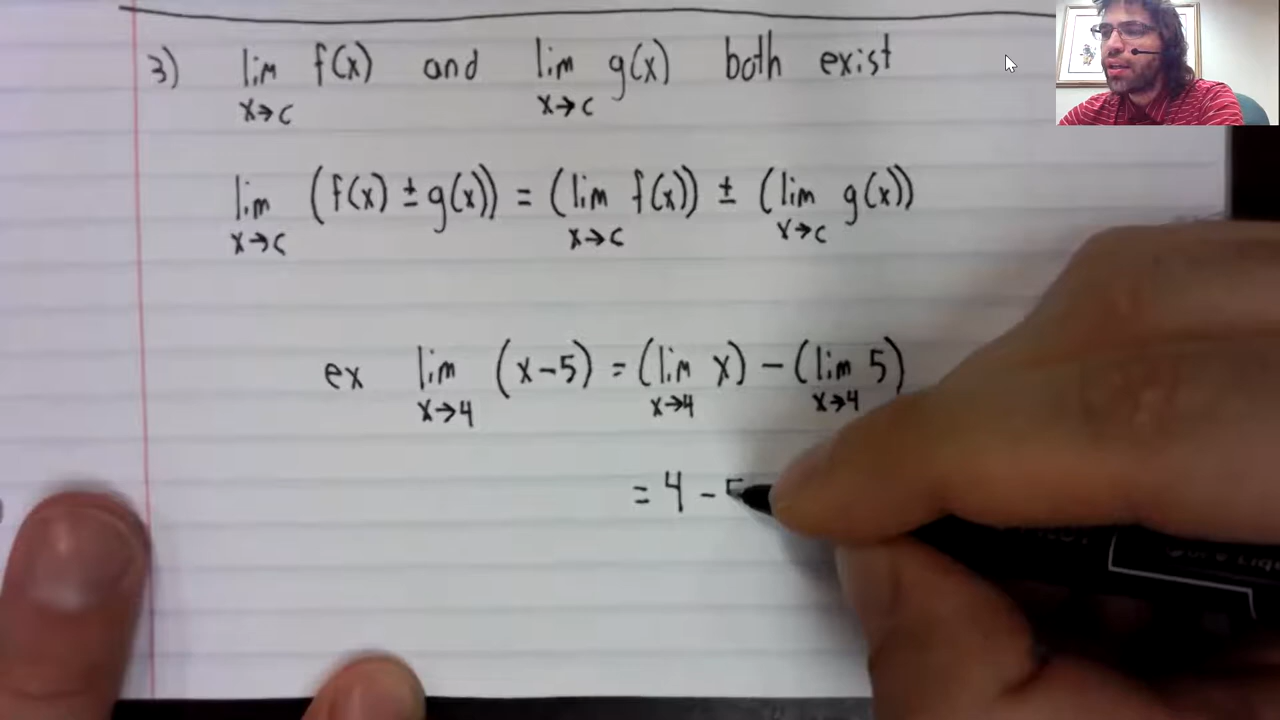 3) lim f(x) and lim g(x) both exist
x→c x→c
lim (f(x) ± g(x)) = (lim f(x)) ± (lim g(x))
x→c x→c x→c
ex lim (x-5) = (lim x) - (lim 5)
x→4 x→4 x→4
= 4 - 5